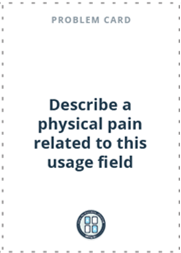 PROBLEM CARD
Describe a
physical pain
related to this
usage field